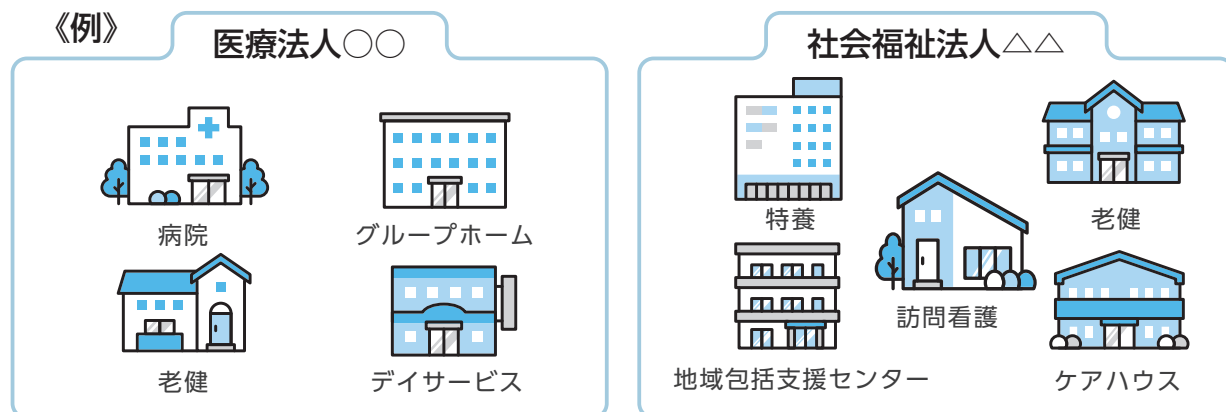 《例》
医療法人○○
病院
グループホーム
老健
デイサービス
社会福祉法人△△
特養
老健
訪問看護
地域包括支援センター
ケアハウス